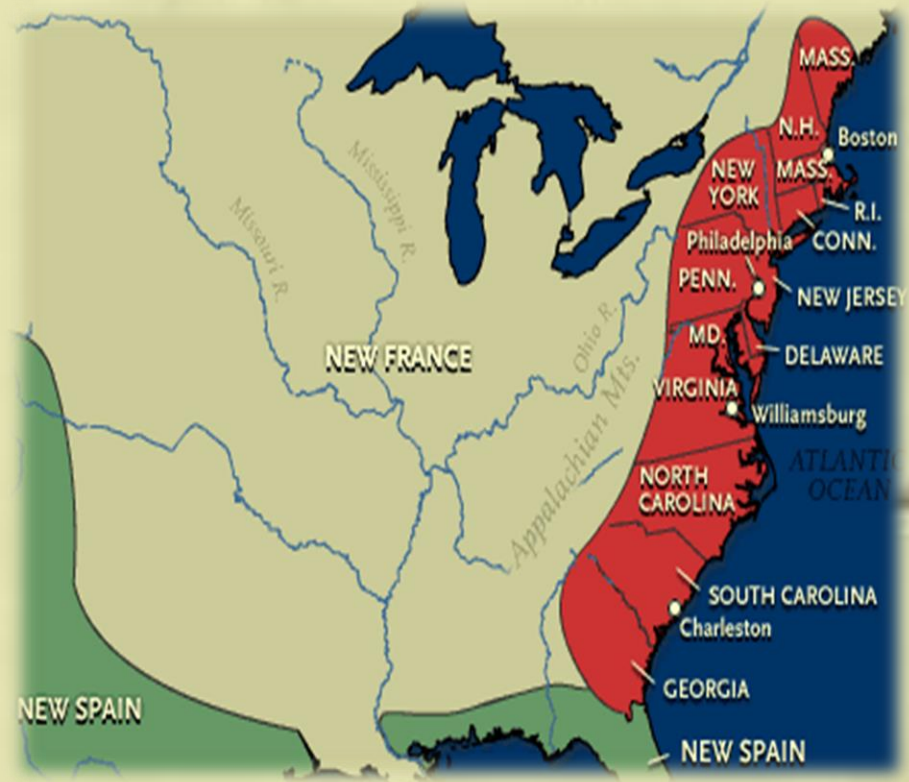 MASS.
N.H.
Boston
Mississippi R.
NEW
YORK
MASS.
Missouri R.
R.I.
Philadelphia
CONN.
PENN.
NEW JERSEY
Ohio R.
MD.
NEW FRANCE
DELAWARE
Appalachian Mts.
VIRGINIA
Williamsburg
ATLANTIC
OCEAN
NORTH
CAROLINA
SOUTH CAROLINA
Charleston
GEORGIA
NEW SPAIN
NEW SPAIN